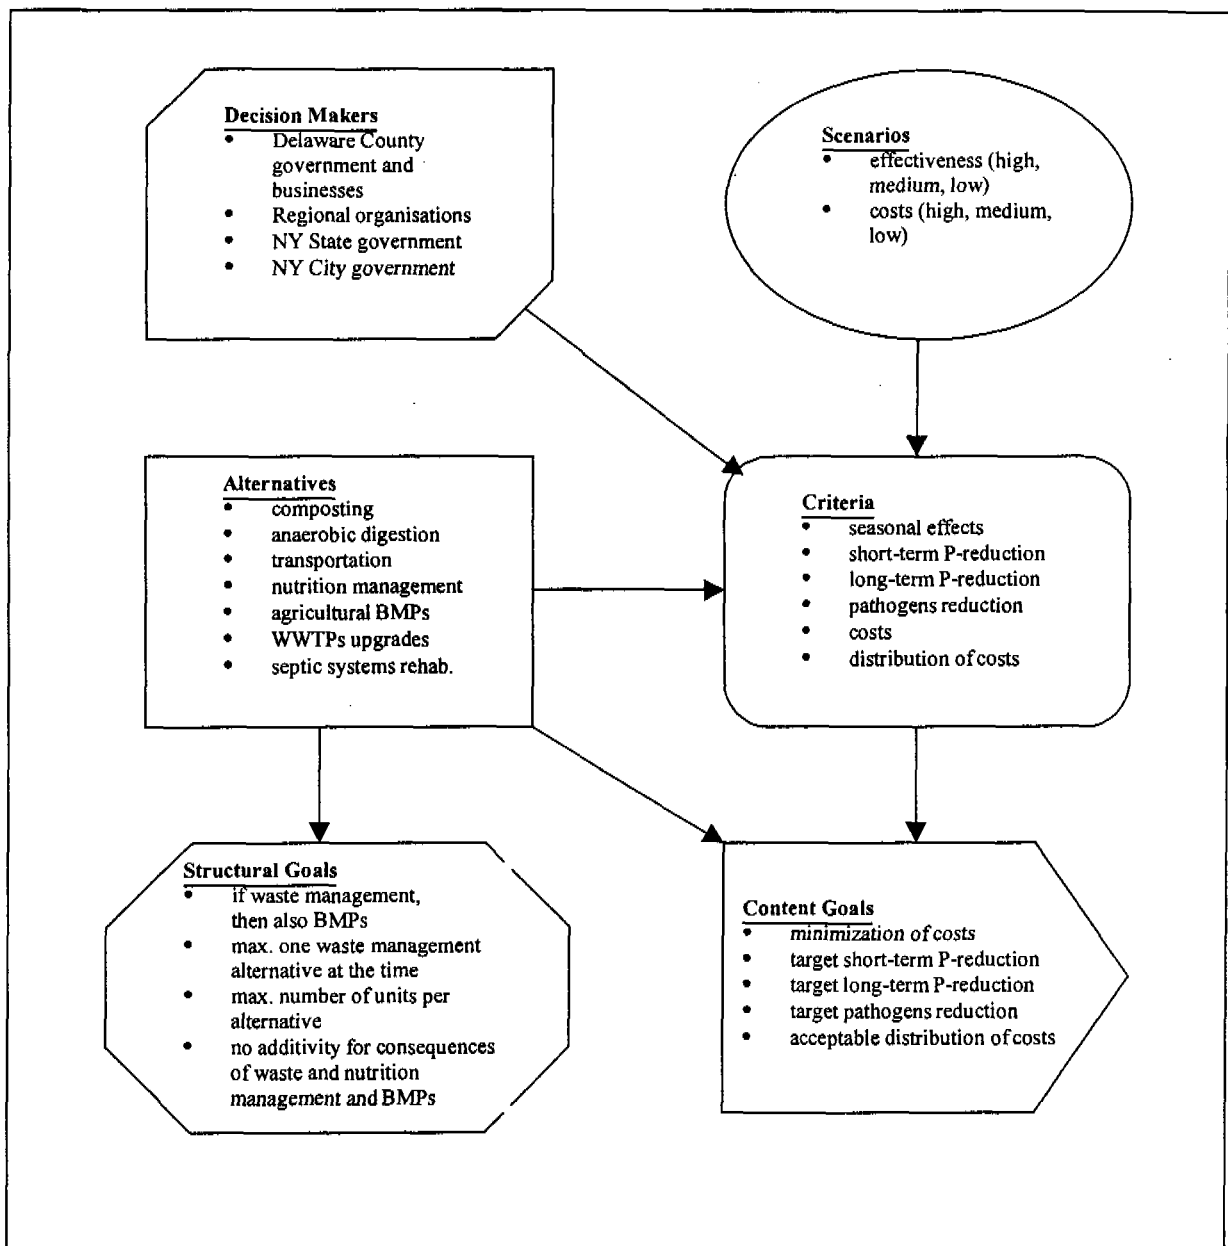 Decision Makers
• Delaware County
government and
businesses
• Regional organisations
• NY State government
• NY City government
Scenarios
• effectiveness (high,
medium, low)
• costs (high, medium,
low)
Alternatives
• composting
• anaerobic digestion
• transportation
• nutrition management
• agricultural BMPs
• WWTPs upgrades
• septic systems rehab.
Criteria
• seasonal effects
• short-term P-reduction
• long-term P-reduction
• pathogens reduction
• costs
• distribution of costs
Structural Goals
• if waste management,
then also BMPs
• max. one waste management
alternative at the time
• max. number of units per
alternative
• no additivity for consequences
of waste and nutrition
management and BMPs
Content Goals
• minimization of costs
• target short-term P-reduction
• target long-term P-reduction
• target pathogens reduction
• acceptable distribution of costs